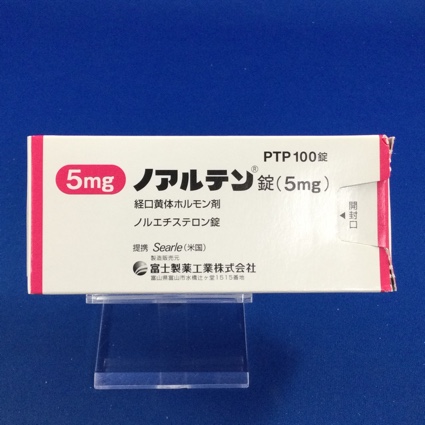 PTP 100錠
5mg ノアルテン®錠(5mg)
経口黄体ホルモン剤
ノルエチステロン錠
開封口
提携 Searle(米国)
製造販売元
富士製薬工業株式会社
富山県富山市水橋辻ヶ堂1515番地